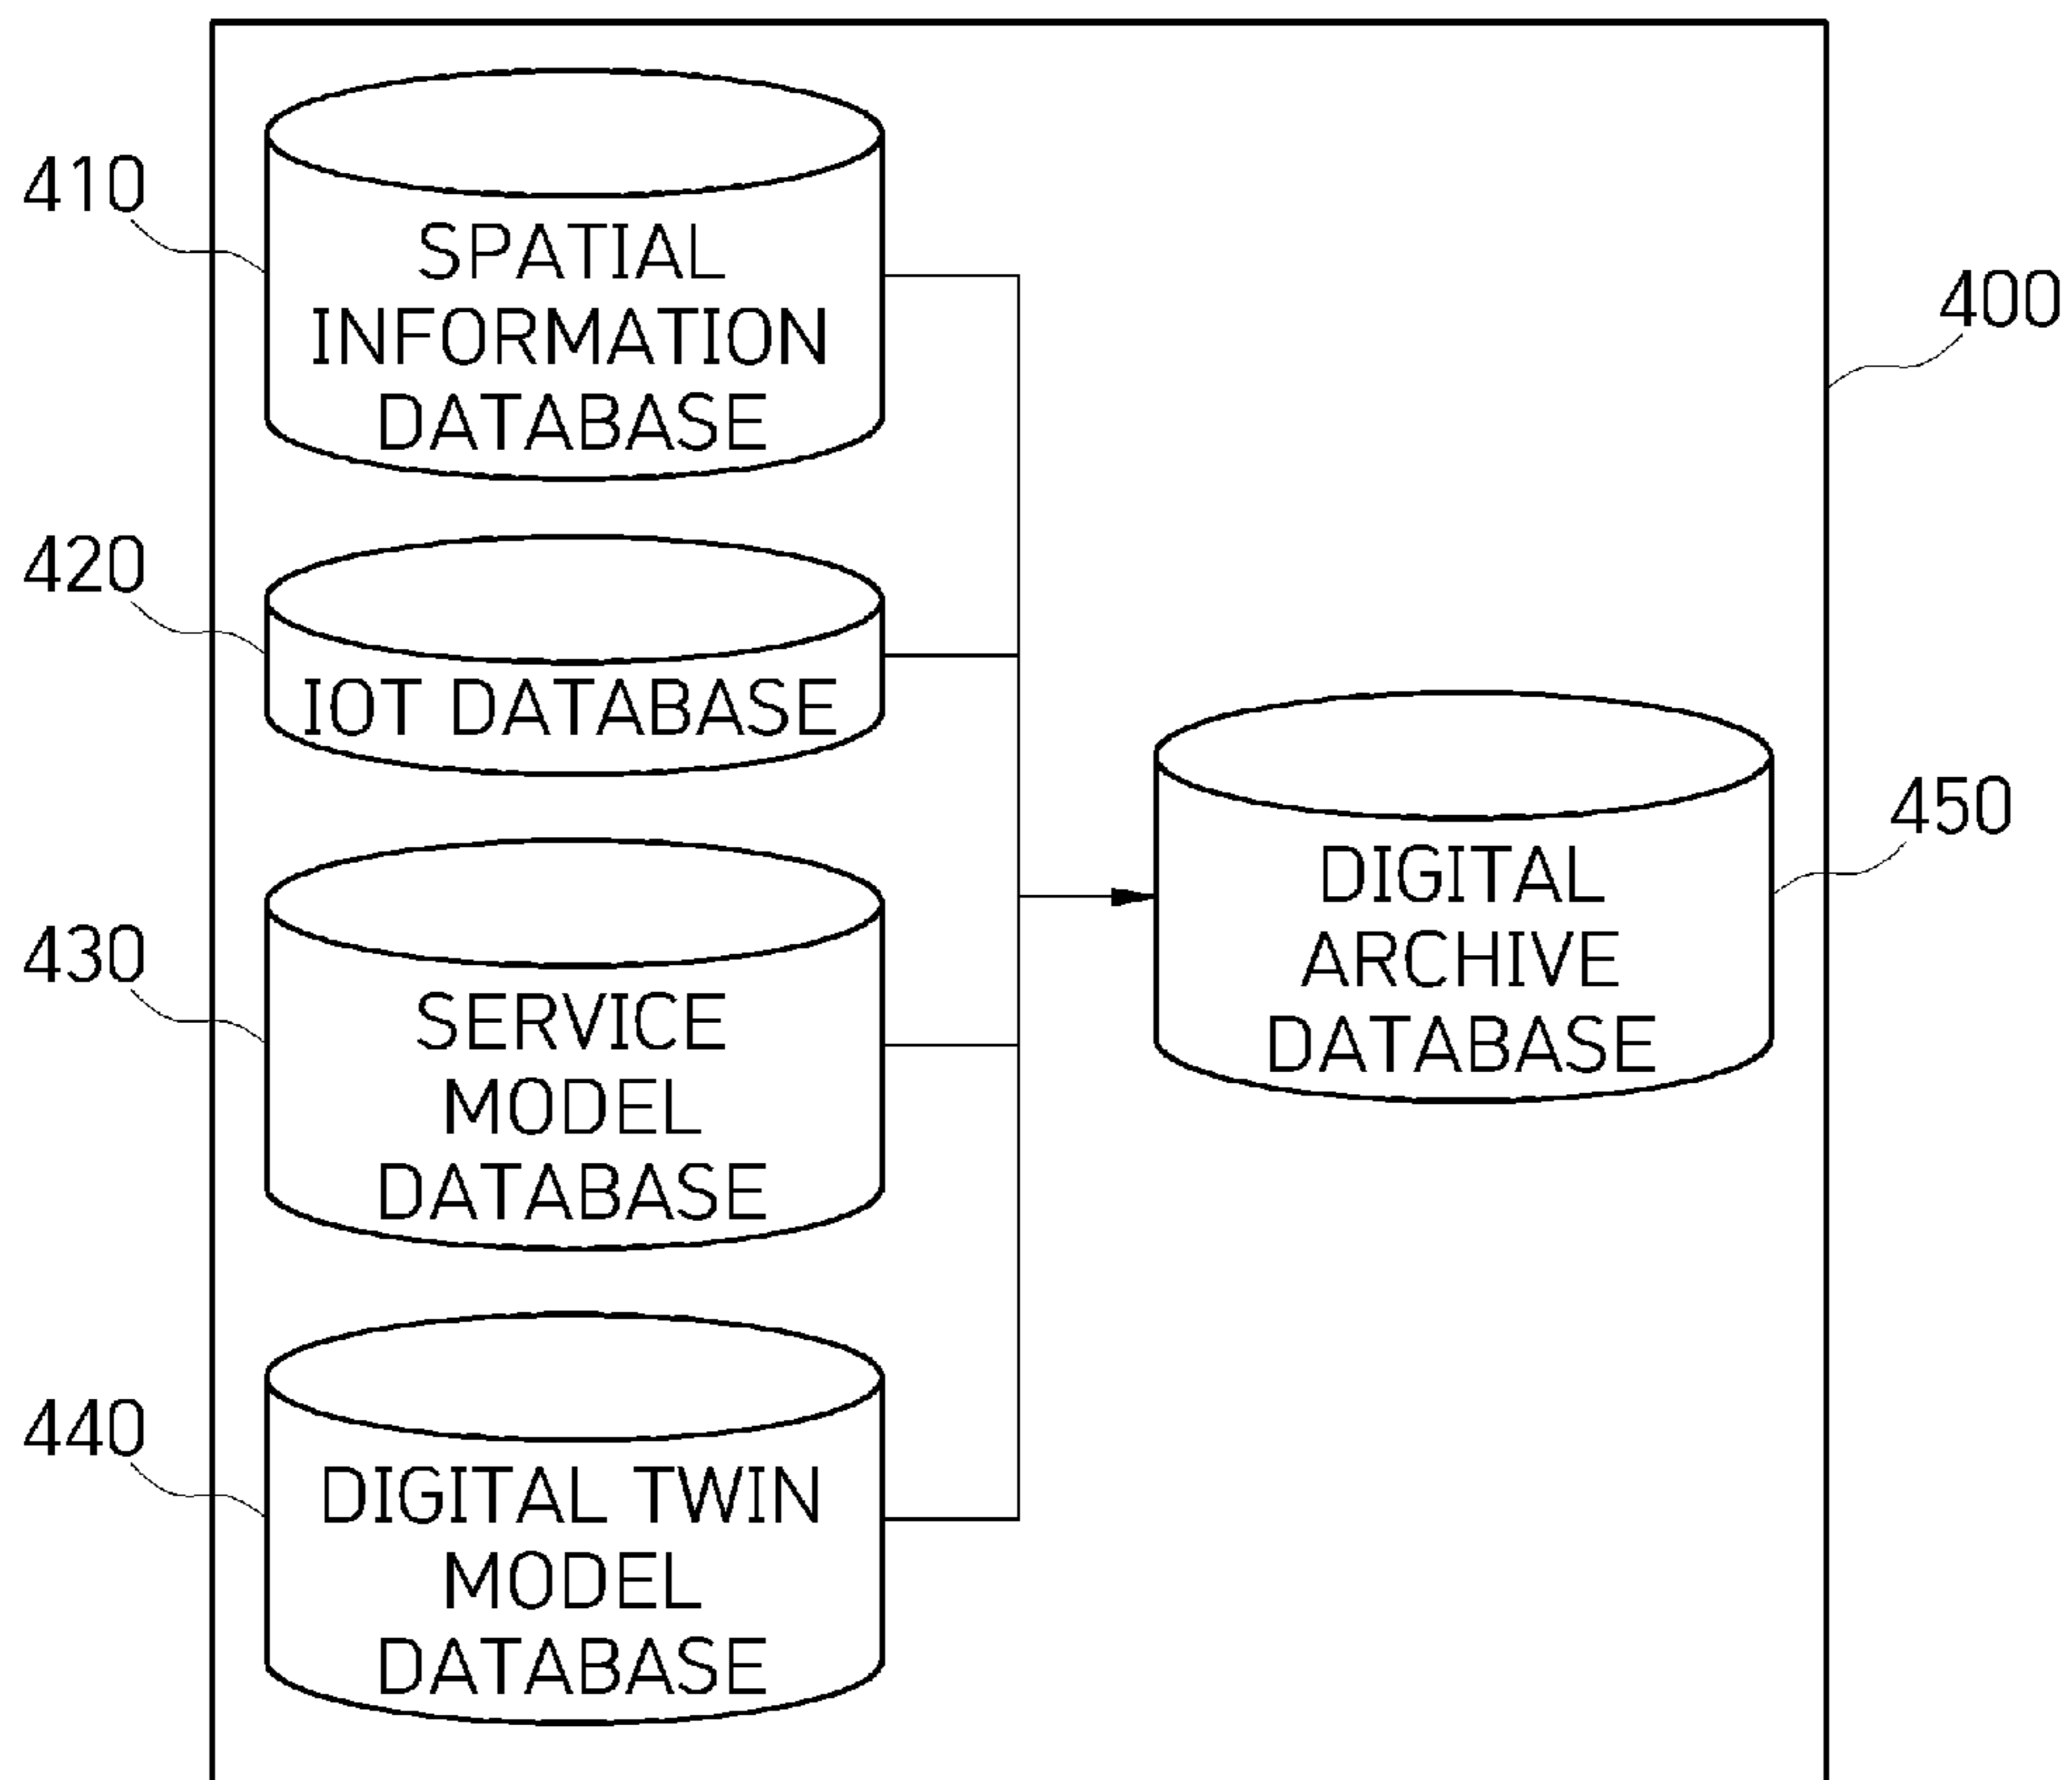 410
SPATIAL
INFORMATION
DATABASE
400
420
IOT DATABASE
430
SERVICE
MODEL
DATABASE
450
DIGITAL
ARCHIVE
DATABASE
440
DIGITAL TWIN
MODEL
DATABASE